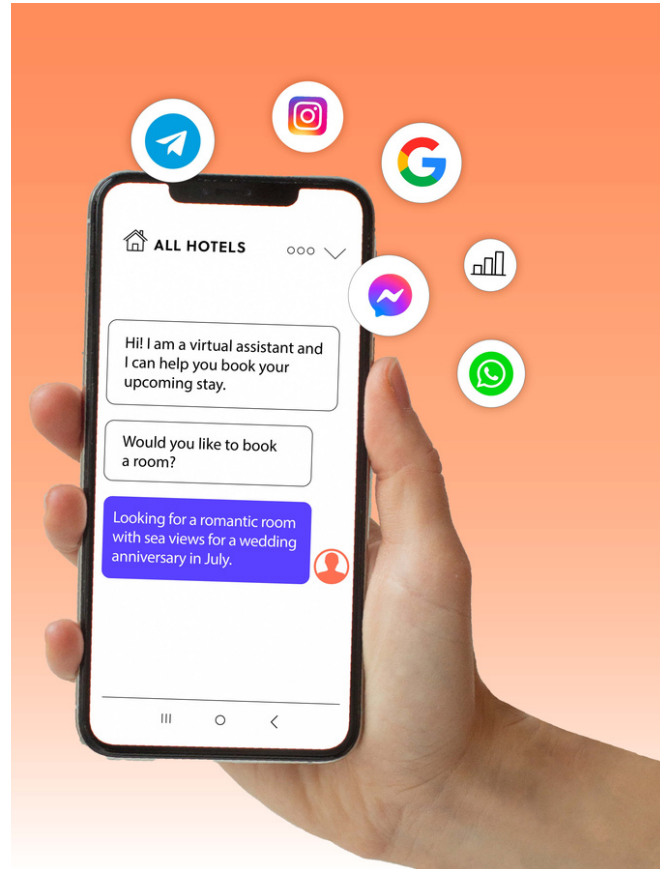 ALL HOTELS
Hi! I am a virtual assistant and
I can help you book your
upcoming stay.
Would you like to book
a room?
Looking for a romantic room
with sea views for a wedding
anniversary in July.